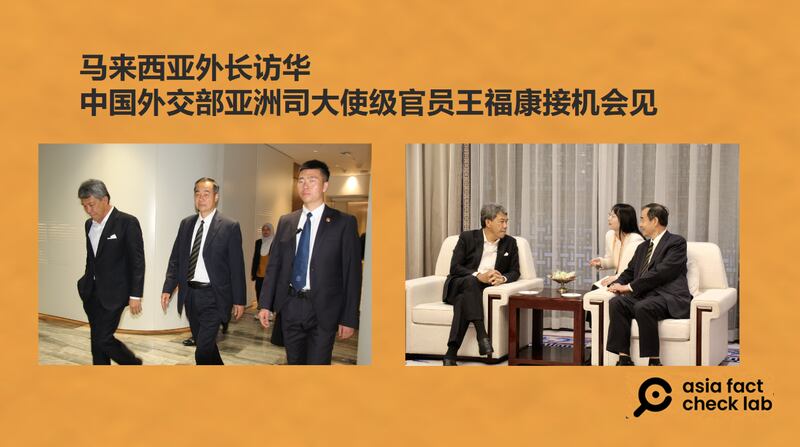 马来西亚外长访华
中国外交部亚洲司大使级官员王福康接机会见
asia fact
check lab